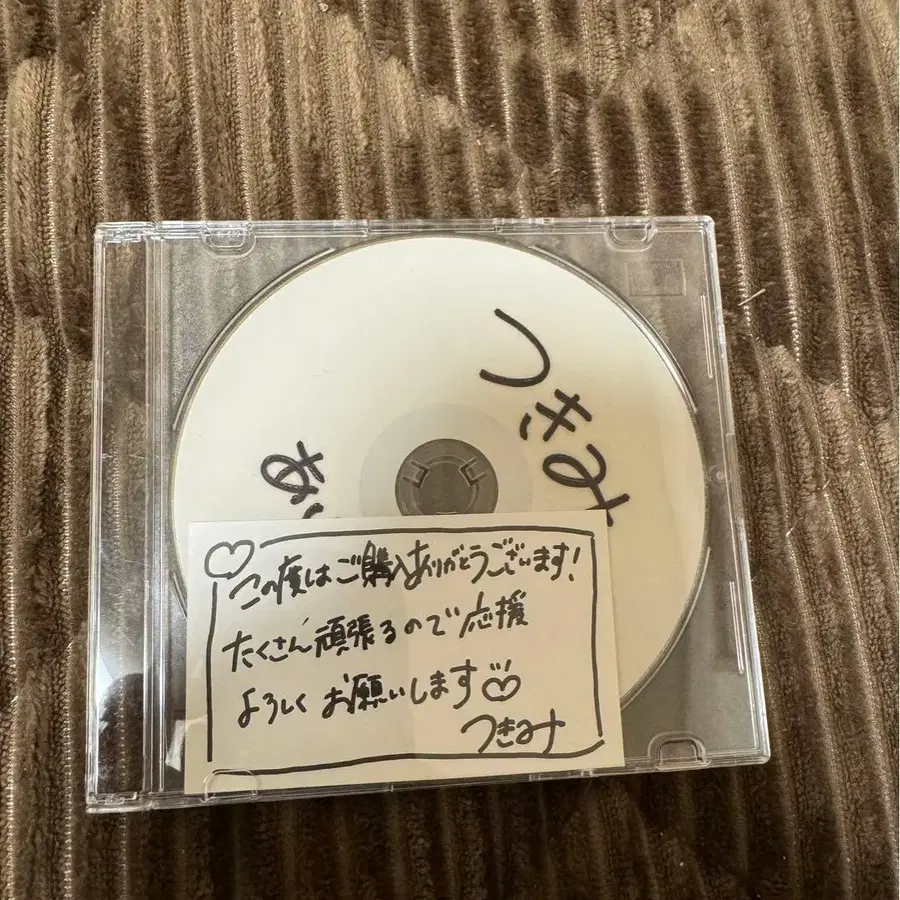 つきみ
この度はご購入ありがとうございます!
たくさん頑張るので応援
よろしくお願いします♡
つきみ